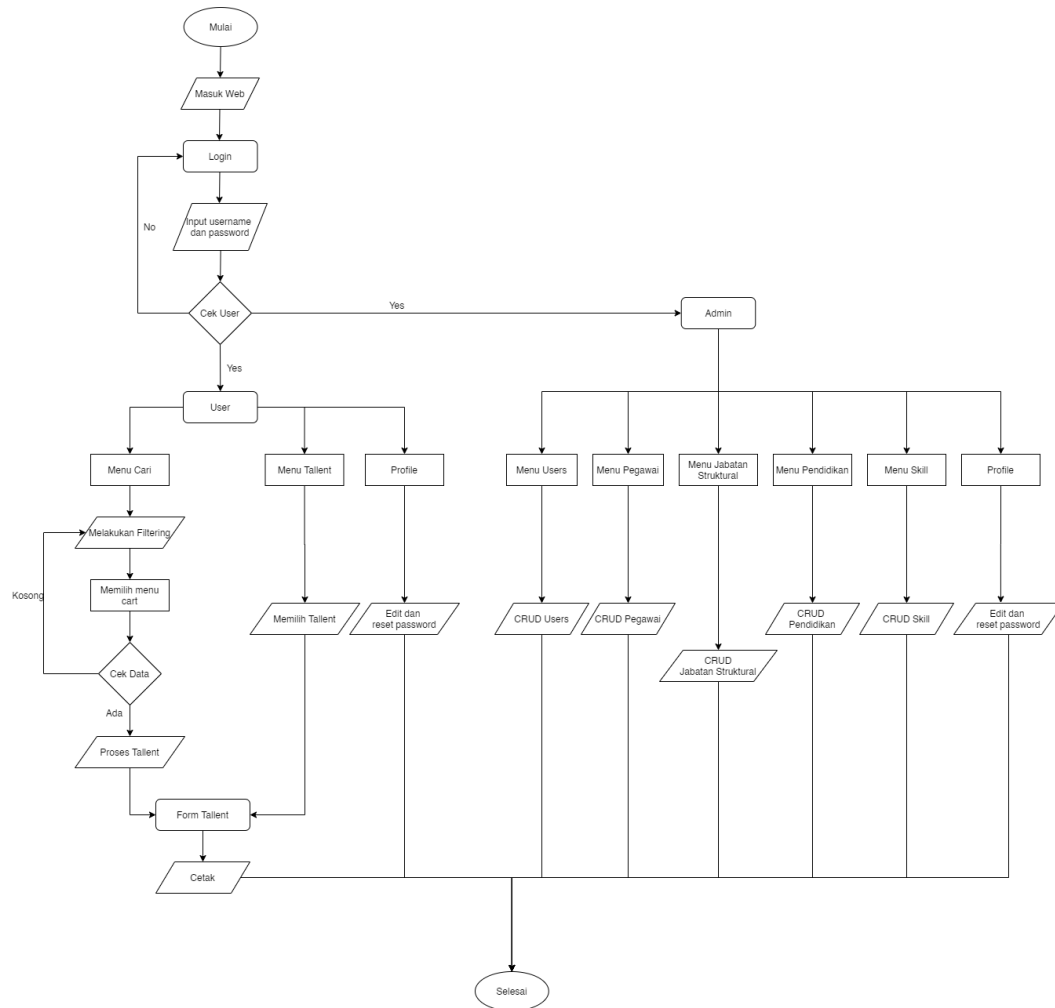 Mulai
Masuk Web
Login
Input username
dan password
No
Cek User
Yes
Admin
Yes
User
Menu Cari
Menu Tallent
Profile
Menu Users
Menu Pegawai
Menu Jabatan
Struktural
Menu Pendidikan
Menu Skill
Profile
Melakukan Filtering
Kosong
Memilih menu
cart
Memilih Tallent
Edit dan
reset password
CRUD Users
CRUD Pegawai
CRUD
Pendidikan
CRUD Skill
Edit dan
reset password
CRUD
Jabatan Struktural
Cek Data
Ada
Proses Tallent
Form Tallent
Cetak
Selesai